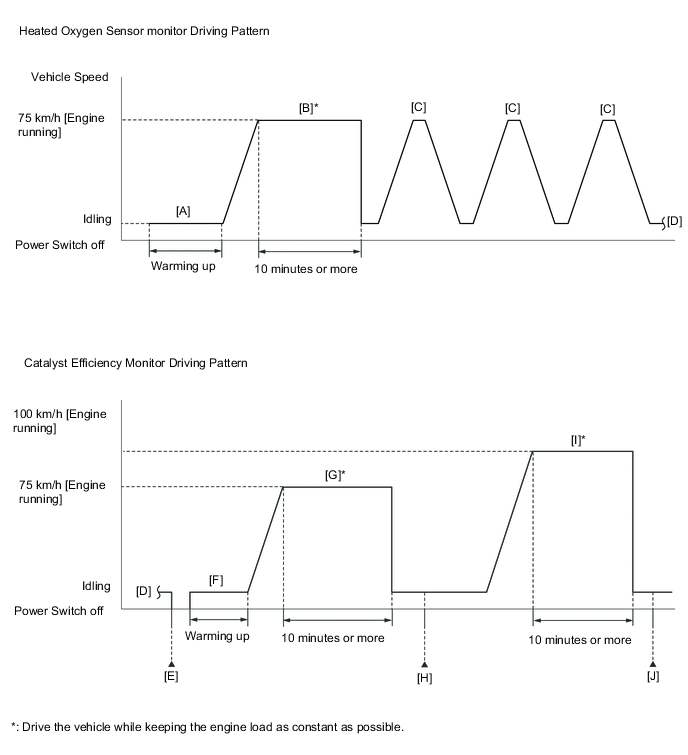 Heated Oxygen Sensor monitor Driving Pattern
Vehicle Speed
75 km/h [Engine
running]
[B]*
[C]
[C]
[C]
[A]
Idling
[D]
Power Switch off
Warming up
10 minutes or more
Catalyst Efficiency Monitor Driving Pattern
100 km/h [Engine
running]
[I]*
75 km/h [Engine
running]
[G]*
Idling
[D]
[F]
Power Switch off
Warming up
10 minutes or more
10 minutes or more
[E]
[H]
[J]
*: Drive the vehicle while keeping the engine load as constant as possible.